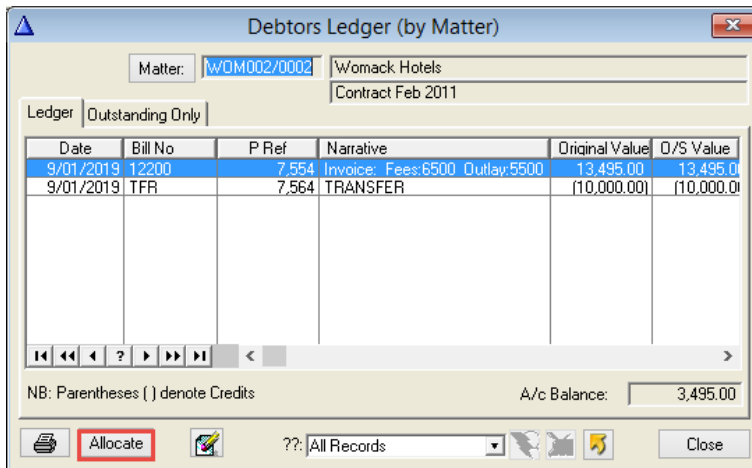 Debtors Ledger (by Matter)
Matter: WOM002/0002 Womack Hotels
Contract Feb 2011
Ledger Outstanding Only
Date Bill No P Ref Narrative Original Value O/S Value
9/01/2019 12200 7,554 Invoice: Fees:6500 Outlay:5500 13,495.00 13,495.0
9/01/2019 TFR 7,564 TRANSFER (10,000.00) (10,000.0
?
NB: Parentheses ( ) denote Credits A/c Balance: 3,495.00
Allocate ??: All Records Close